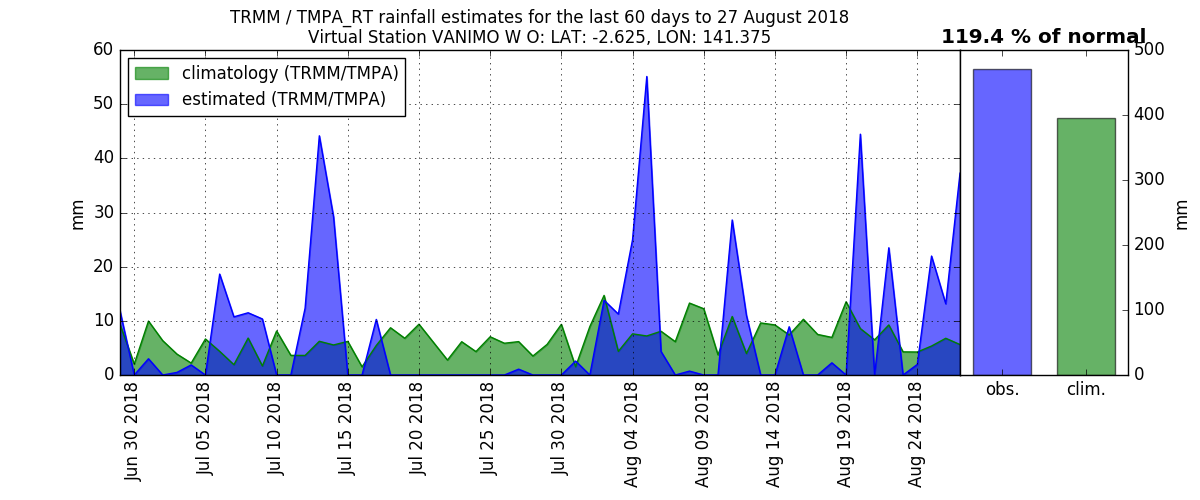 TRMM / TMPA_RT rainfall estimates for the last 60 days to 27 August 2018
Virtual Station VANIMO W O: LAT: -2.625, LON: 141.375
119.4 % of normal
climatology (TRMM/TMPA)
estimated (TRMM/TMPA)
60
50
40
30
20
10
0
mm
Jun 30 2018
Jul 05 2018
Jul 10 2018
Jul 15 2018
Jul 20 2018
Jul 25 2018
Jul 30 2018
Aug 04 2018
Aug 09 2018
Aug 14 2018
Aug 19 2018
Aug 24 2018
obs.
clim.
500
400
300
200
100
0
mm